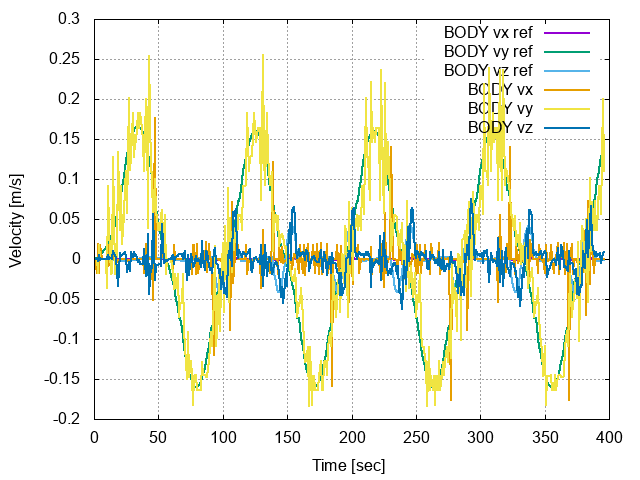 0.3
0.25
0.2
0.15
0.1
0.05
0
-0.05
-0.1
-0.15
-0.2
Velocity [m/s]
BODY vx ref
BODY vy ref
BODY vz ref
BODY vx
BODY vy
BODY vz
0 50 100 150 200 250 300 350 400
Time [sec]